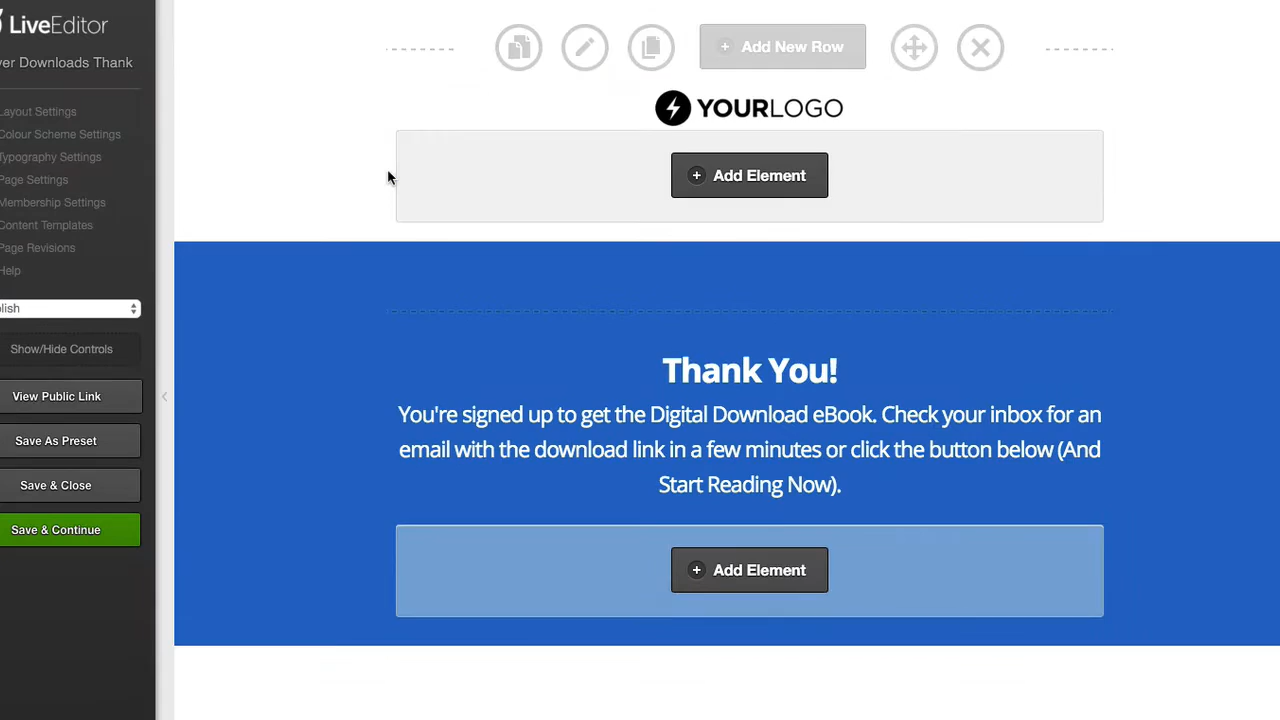 LiveEditor
er Downloads Thank
Layout Settings
Colour Scheme Settings
Typography Settings
Page Settings
Membership Settings
Content Templates
Page Revisions
Help
lish
Show/Hide Controls
View Public Link
Save As Preset
Save & Close
Save & Continue
+ Add New Row
YOURLOGO
+ Add Element
Thank You!
You're signed up to get the Digital Download eBook. Check your inbox for an
email with the download link in a few minutes or click the button below (And
Start Reading Now).
+ Add Element